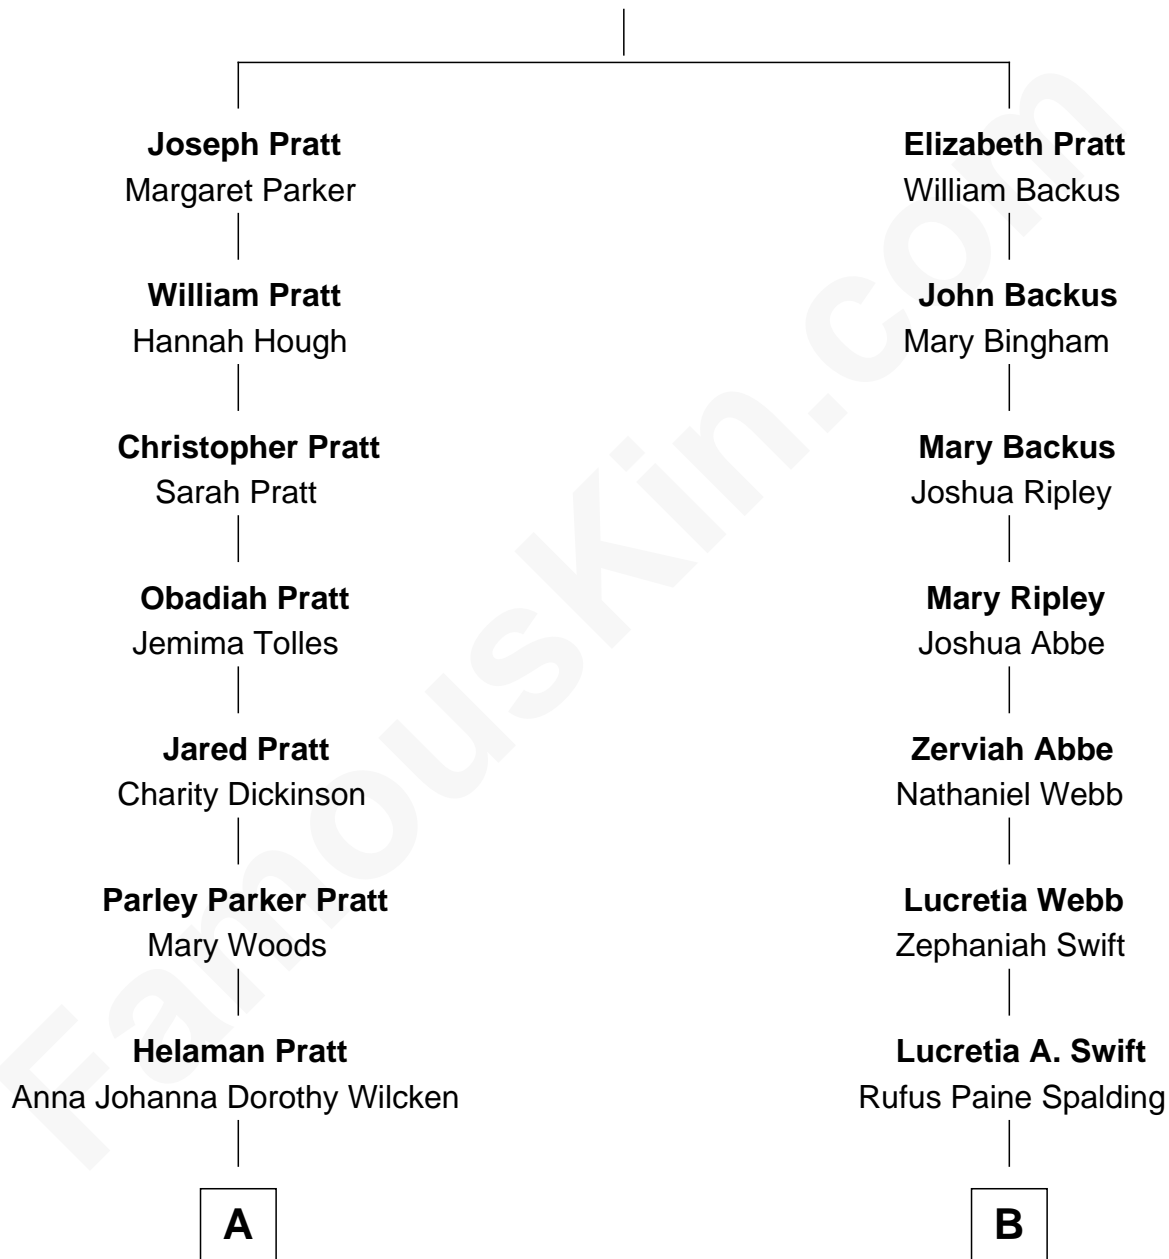 Joseph Pratt
Margaret Parker
William Pratt
Hannah Hough
Christopher Pratt
Sarah Pratt
Obadiah Pratt
Jemima Tolles
Jared Pratt
Charity Dickinson
Parley Parker Pratt
Mary Woods
Helaman Pratt
Anna Johanna Dorothy Wilcken
A
Elizabeth Pratt
William Backus
John Backus
Mary Bingham
Mary Backus
Joshua Ripley
Mary Ripley
Joshua Abbe
Zerviah Abbe
Nathaniel Webb
Lucretia Webb
Zephaniah Swift
Lucretia A. Swift
Rufus Paine Spalding
B
FamousKin.com